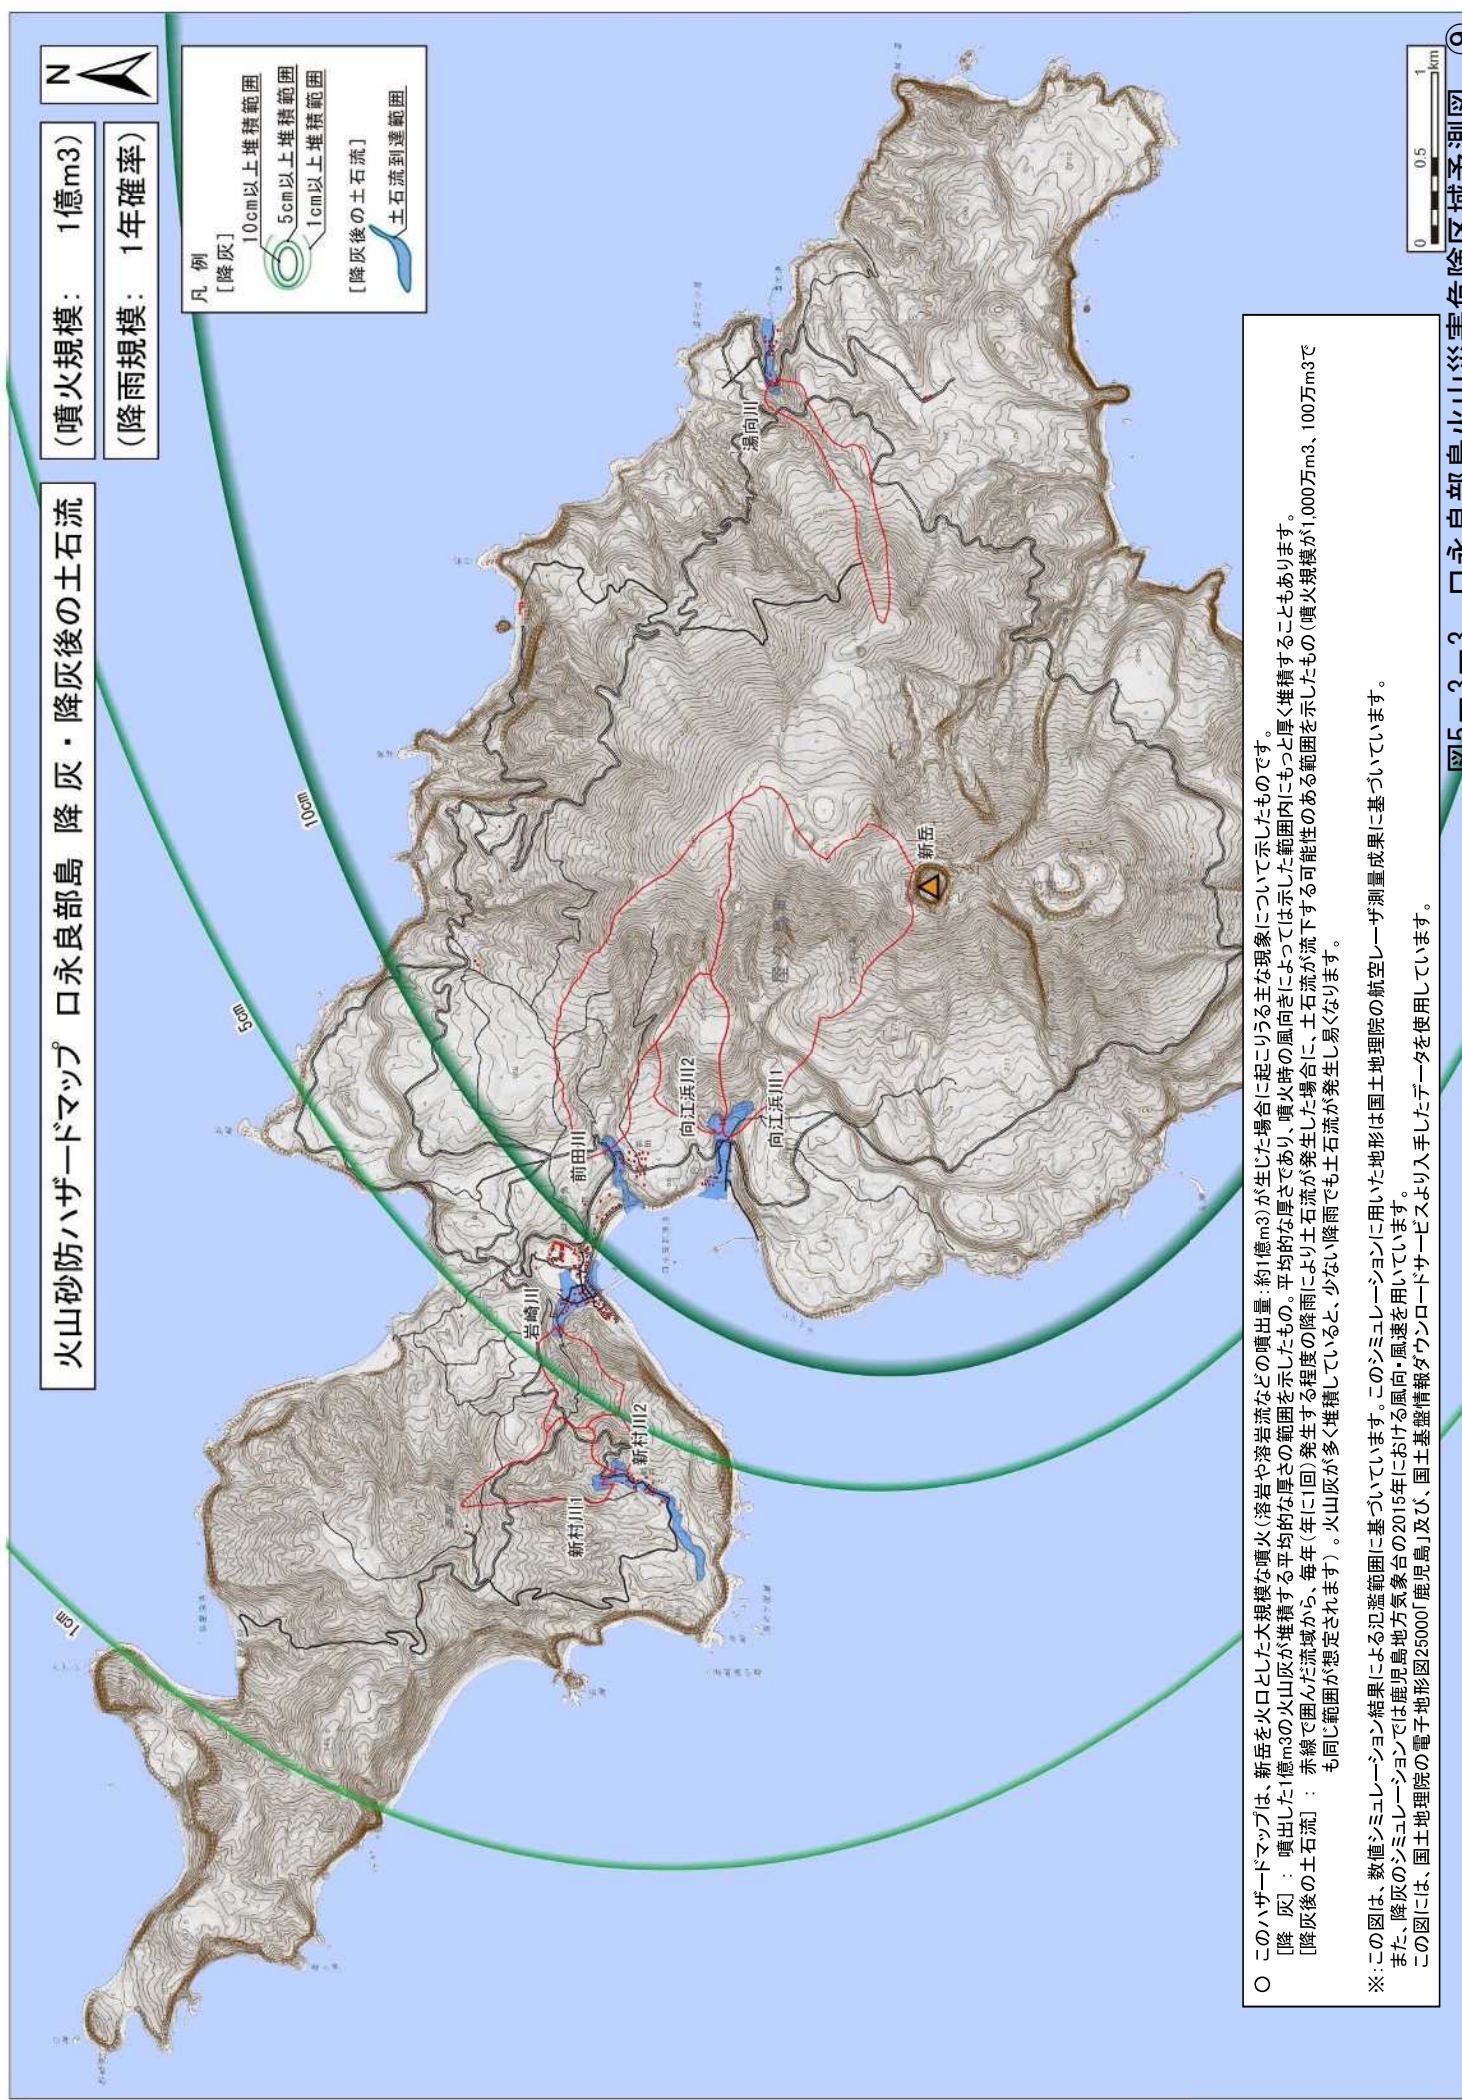 火山砂防ハザードマップ 口永良部島 降 灰 ・ 降灰後の土石流
(噴火規模： 1億m3)
(降雨規模： 1年確率)
N
凡 例
[降灰]
10cm以上堆積範囲
5cm以上堆積範囲
1cm以上堆積範囲
[降灰後の土石流]
土石流到達範囲
1cm
5cm
10cm
新村川1
新村川2
岩崎川
前田川
向江浜川2
向江浜川1
湯向川
新岳
0 0.5 1
km
○ このハザードマップは、新岳を火口とした大規模な噴火(溶岩や溶岩流などの噴出量：約1億m3)が生じた場合に起こりうる主な現象について示したものです。
[降 灰] ： 噴出した1億m3の火山灰が堆積する平均的な厚さの範囲を示したもの。平均的な厚さであり、噴火時の風向きによっては示した範囲内にもっと厚く堆積することもあります。
[降灰後の土石流] ： 赤線で囲んだ流域から、毎年(年に1回)発生する程度の降雨により土石流が発生した場合に、土石流が流下する可能性のある範囲を示したもの(噴火規模が1,000万m3、100万m3で
も同じ範囲が想定されます)。火山灰が多く堆積していると、少ない降雨でも土石流が発生し易くなります。
※：この図は、数値シミュレーション結果による氾濫範囲に基づいています。このシミュレーションに用いた地形は国土地理院の航空レーザ測量成果に基づいています。
また、降灰のシミュレーションでは鹿児島地方気象台の2015年における風向・風速を用いています。
この図には、国土地理院の電子地形図25000「鹿児島」及び、国土基盤情報ダウンロードサービスより入手したデータを使用しています。
図5－3－3 口永良部島火山災害危険区域予測図 ⑨